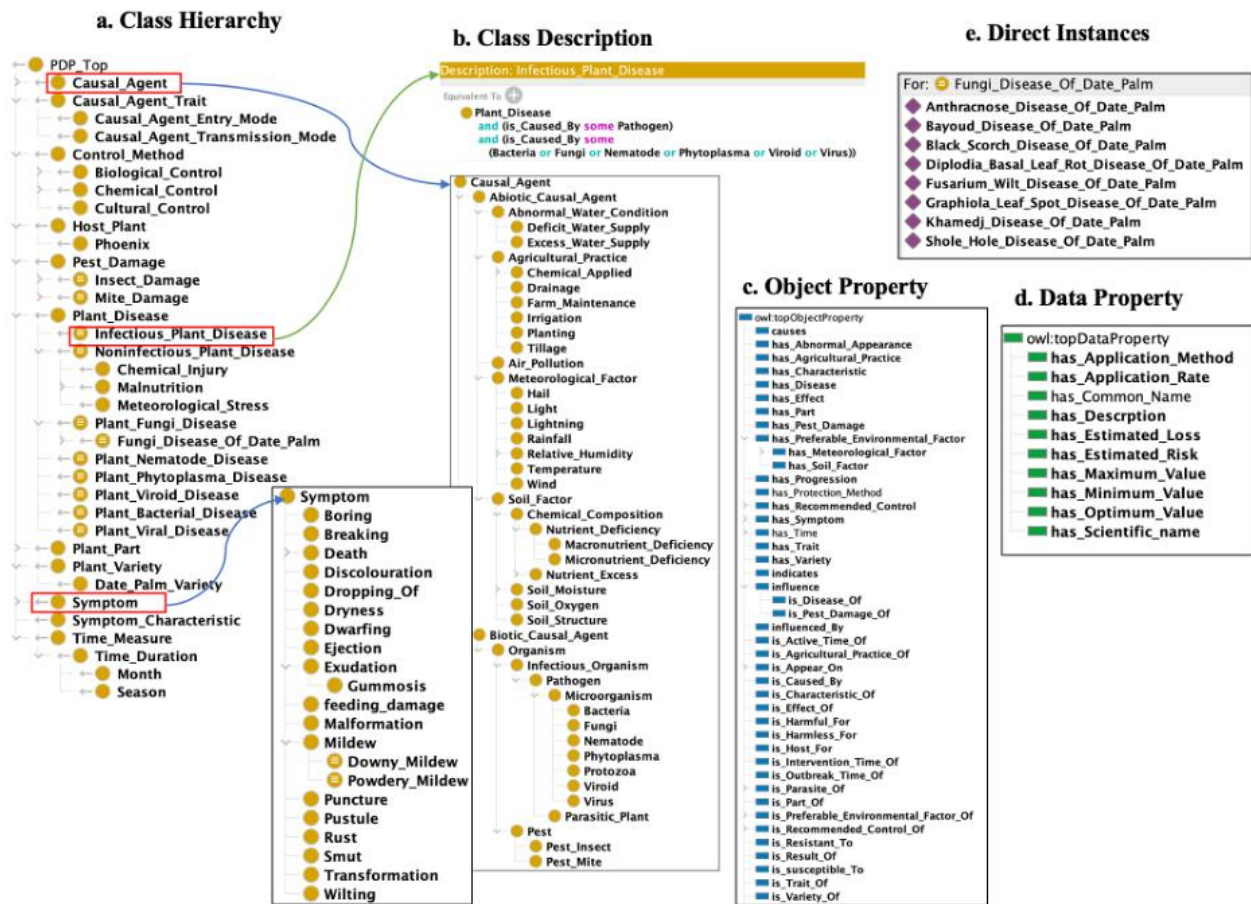 a. Class Hierarchy
PDP_Top
Causal_Agent
Causal_Agent_Trait
Causal_Agent_Entry_Mode
Causal_Agent_Transmission_Mode
Control_Method
Biological_Control
Chemical_Control
Cultural_Control
Host_Plant
Phoenix
Pest_Damage
Insect_Damage
Mite_Damage
Plant_Disease
Infectious_Plant_Disease
Noninfectious_Plant_Disease
Chemical_Injury
Malnutrition
Meteorological_Stress
Plant_Fungi_Disease
Fungi_Disease_Of_Date_Palm
Plant_Nematode_Disease
Plant_Phytoplasma_Disease
Plant_Viroid_Disease
Plant_Bacterial_Disease
Plant_Viral_Disease
Plant_Part
Plant_Variety
Date_Palm_Variety
Symptom
Symptom_Characteristic
Time_Measure
Time_Duration
Month
Season
Symptom
Boring
Breaking
Death
Discolouration
Dropping_Of
Dryness
Dwarfing
Ejection
Exudation
Gummosis
feeding_damage
Malformation
Mildew
Downy_Mildew
Powdery_Mildew
Puncture
Pustule
Rust
Smut
Transformation
Wilting
b. Class Description
Description: Infectious_Plant_Disease
Equivalent To
Plant_Disease
and (is_Caused_By some Pathogen)
and (is_Caused_By some
(Bacteria or Fungi or Nematode or Phytoplasma or Viroid or Virus))
Causal_Agent
Abiotic_Causal_Agent
Abnormal_Water_Condition
Deficit_Water_Supply
Excess_Water_Supply
Agricultural_Practice
Chemical_Applied
Drainage
Farm_Maintenance
Irrigation
Planting
Tillage
Air_Pollution
Meteorological_Factor
Hail
Light
Lightning
Rainfall
Relative_Humidity
Temperature
Wind
Soil_Factor
Chemical_Composition
Nutrient_Deficiency
Macronutrient_Deficiency
Micronutrient_Deficiency
Nutrient_Excess
Soil_Moisture
Soil_Oxygen
Soil_Structure
Biotic_Causal_Agent
Organism
Infectious_Organism
Pathogen
Microorganism
Bacteria
Fungi
Nematode
Phytoplasma
Protozoa
Viroid
Virus
Parasitic_Plant
Pest
Pest_Insect
Pest_Mite
e. Direct Instances
For: Fungi_Disease_Of_Date_Palm
Anthracnose_Disease_Of_Date_Palm
Bayoud_Disease_Of_Date_Palm
Black_Scorch_Disease_Of_Date_Palm
Diplodia_Basal_Leaf_Rot_Disease_Of_Date_Palm
Fusarium_Wilt_Disease_Of_Date_Palm
Graphiola_Leaf_Spot_Disease_Of_Date_Palm
Khamedj_Disease_Of_Date_Palm
Shole_Hole_Disease_Of_Date_Palm
c. Object Property
owl:topObjectProperty
causes
has_Abnormal_Appearance
has_Agricultural_Practice
has_Characteristic
has_Disease
has_Effect
has_Part
has_Pest_Damage
has_Preferable_Environmental_Factor
has_Meteorological_Factor
has_Soil_Factor
has_Progression
has_Protection_Method
has_Recommended_Control
has_Symptom
has_Time
has_Trait
has_Variety
indicates
influence
is_Disease_Of
is_Pest_Damage_Of
influenced_By
is_Active_Time_Of
is_Agricultural_Practice_Of
is_Appear_On
is_Caused_By
is_Characteristic_Of
is_Effect_Of
is_Harmful_For
is_Harmless_For
is_Host_For
is_Intervention_Time_Of
is_Outbreak_Time_Of
is_Parasite_Of
is_Part_Of
is_Preferable_Environmental_Factor_Of
is_Recommended_Control_Of
is_Resistant_To
is_Result_Of
is_susceptible_To
is_Trait_Of
is_Variety_Of
d. Data Property
owl:topDataProperty
has_Application_Method
has_Application_Rate
has_Common_Name
has_Descrption
has_Estimated_Loss
has_Estimated_Risk
has_Maximum_Value
has_Minimum_Value
has_Optimum_Value
has_Scientific_name